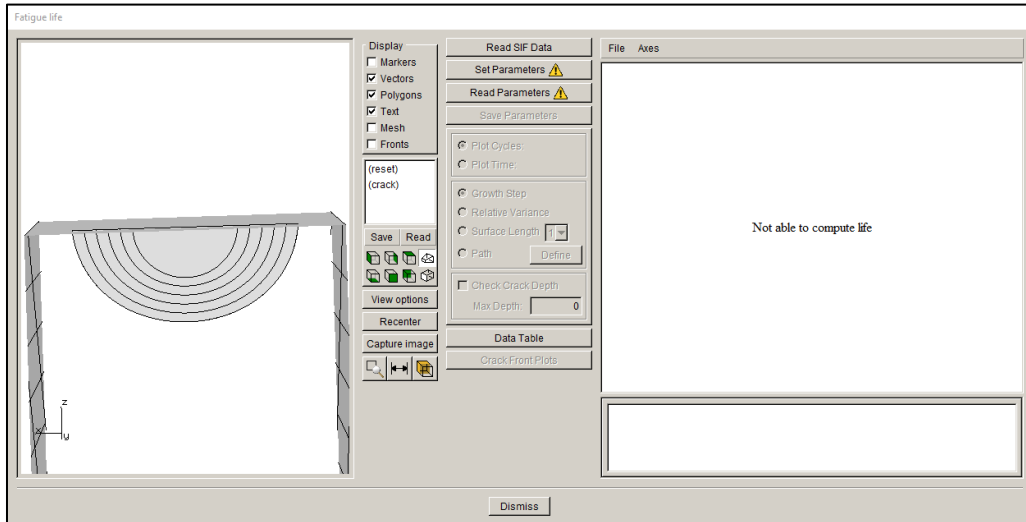 Fatigue life
Display
Markers
Vectors
Polygons
Text
Mesh
Fronts
(reset)
(crack)
Save Read
View options
Recenter
Capture image
Read SIF Data
Set Parameters
Read Parameters
Save Parameters
Plot Cycles:
Plot Time:
Growth Step
Relative Variance
Surface Length 1
Path Define
Check Crack Depth
Max Depth: 0
Data Table
Crack Front Plots
File Axes
Not able to compute life
z
x
y
Dismiss